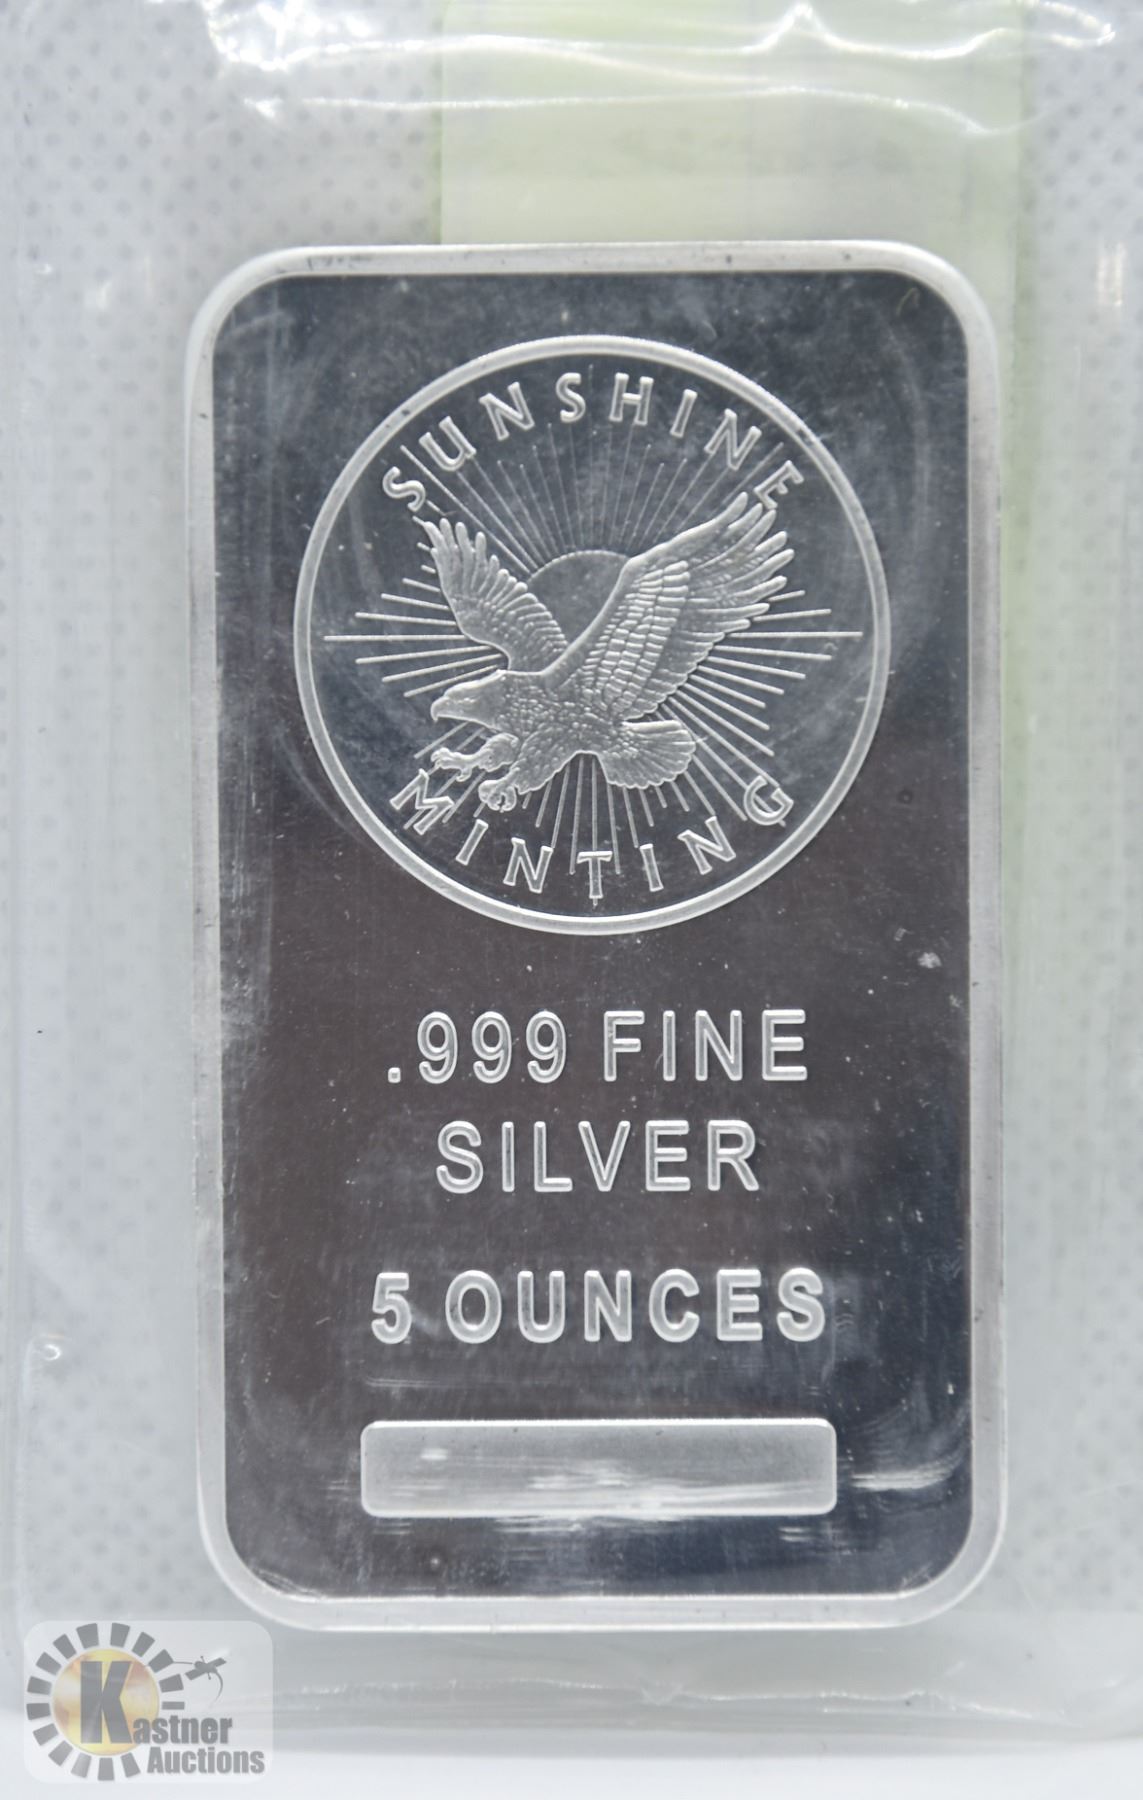 SUNSHINE
MINTING
.999 FINE
SILVER
5 OUNCES
Kastner
Auctions